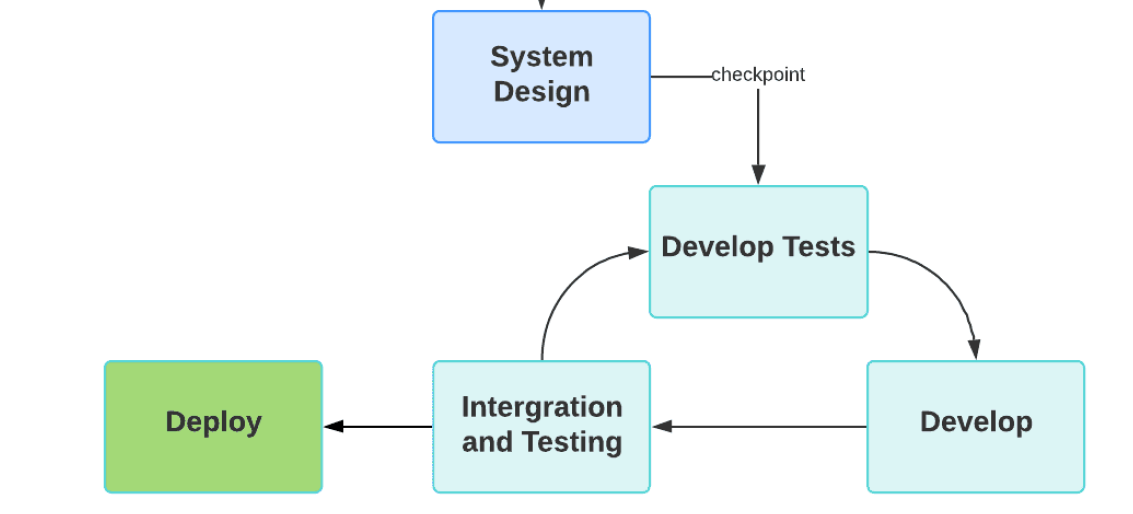 System
Design
checkpoint
Develop Tests
Deploy
Intergration
and Testing
Develop